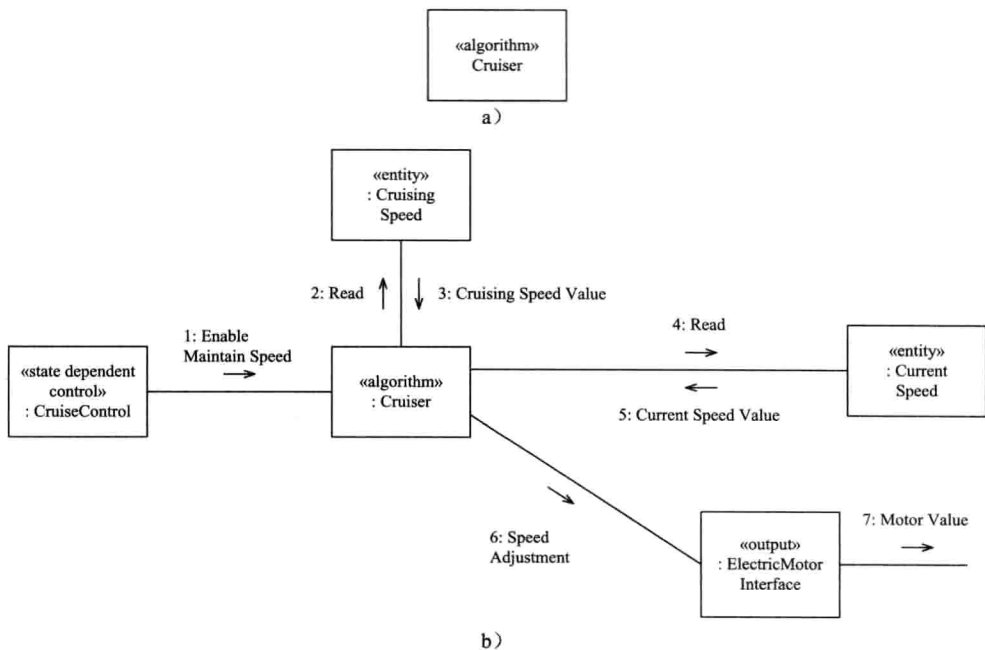 «algorithm»
Cruiser
a）
«entity»
: Cruising
Speed
2: Read
3: Cruising Speed Value
1: Enable
Maintain Speed
4: Read
«state dependent
control»
: CruiseControl
«algorithm»
: Cruiser
«entity»
: Current
Speed
5: Current Speed Value
6: Speed
Adjustment
«output»
: ElectricMotor
Interface
7: Motor Value
b）